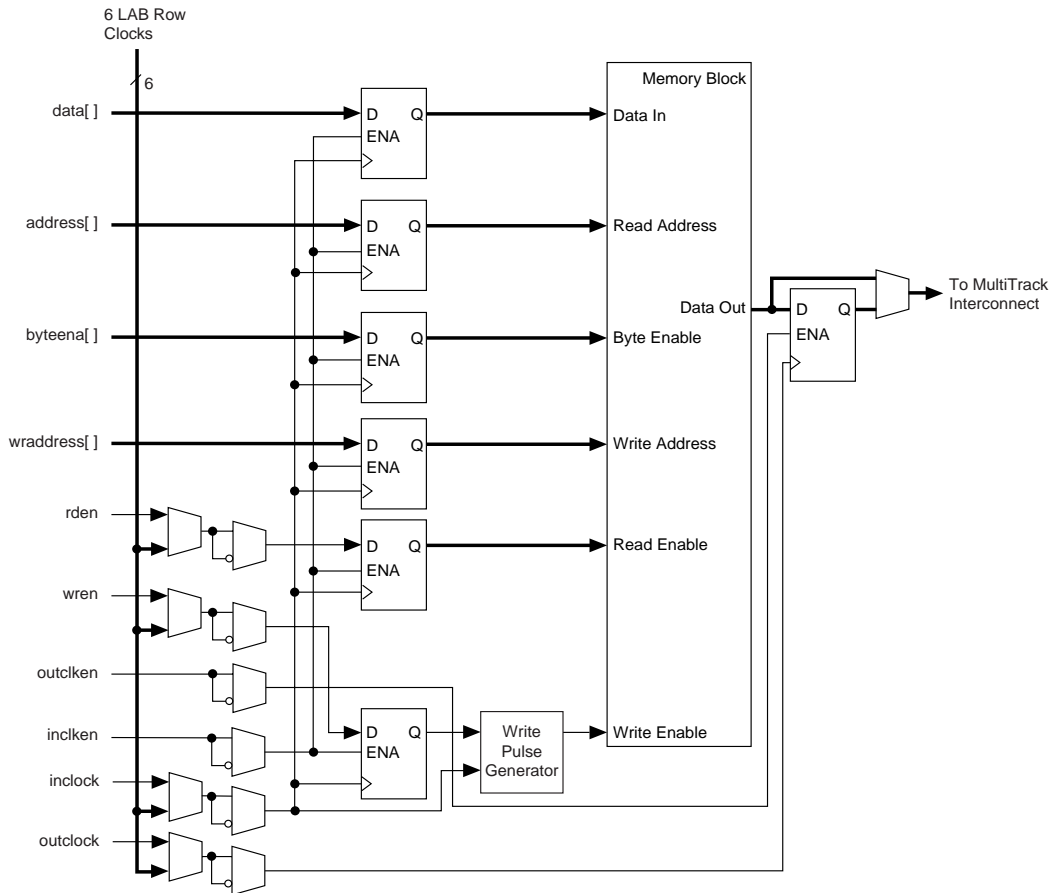 6 LAB Row
Clocks
6
Memory Block
data[ ]
D Q
ENA
Data In
address[ ]
D Q
ENA
Read Address
To MultiTrack
Interconnect
Data Out
D Q
ENA
byteena[ ]
D Q
ENA
Byte Enable
wraddress[ ]
D Q
ENA
Write Address
rden
D Q
ENA
Read Enable
wren
outclken
inclken
D Q
ENA
Write
Pulse
Generator
Write Enable
inclock
outclock